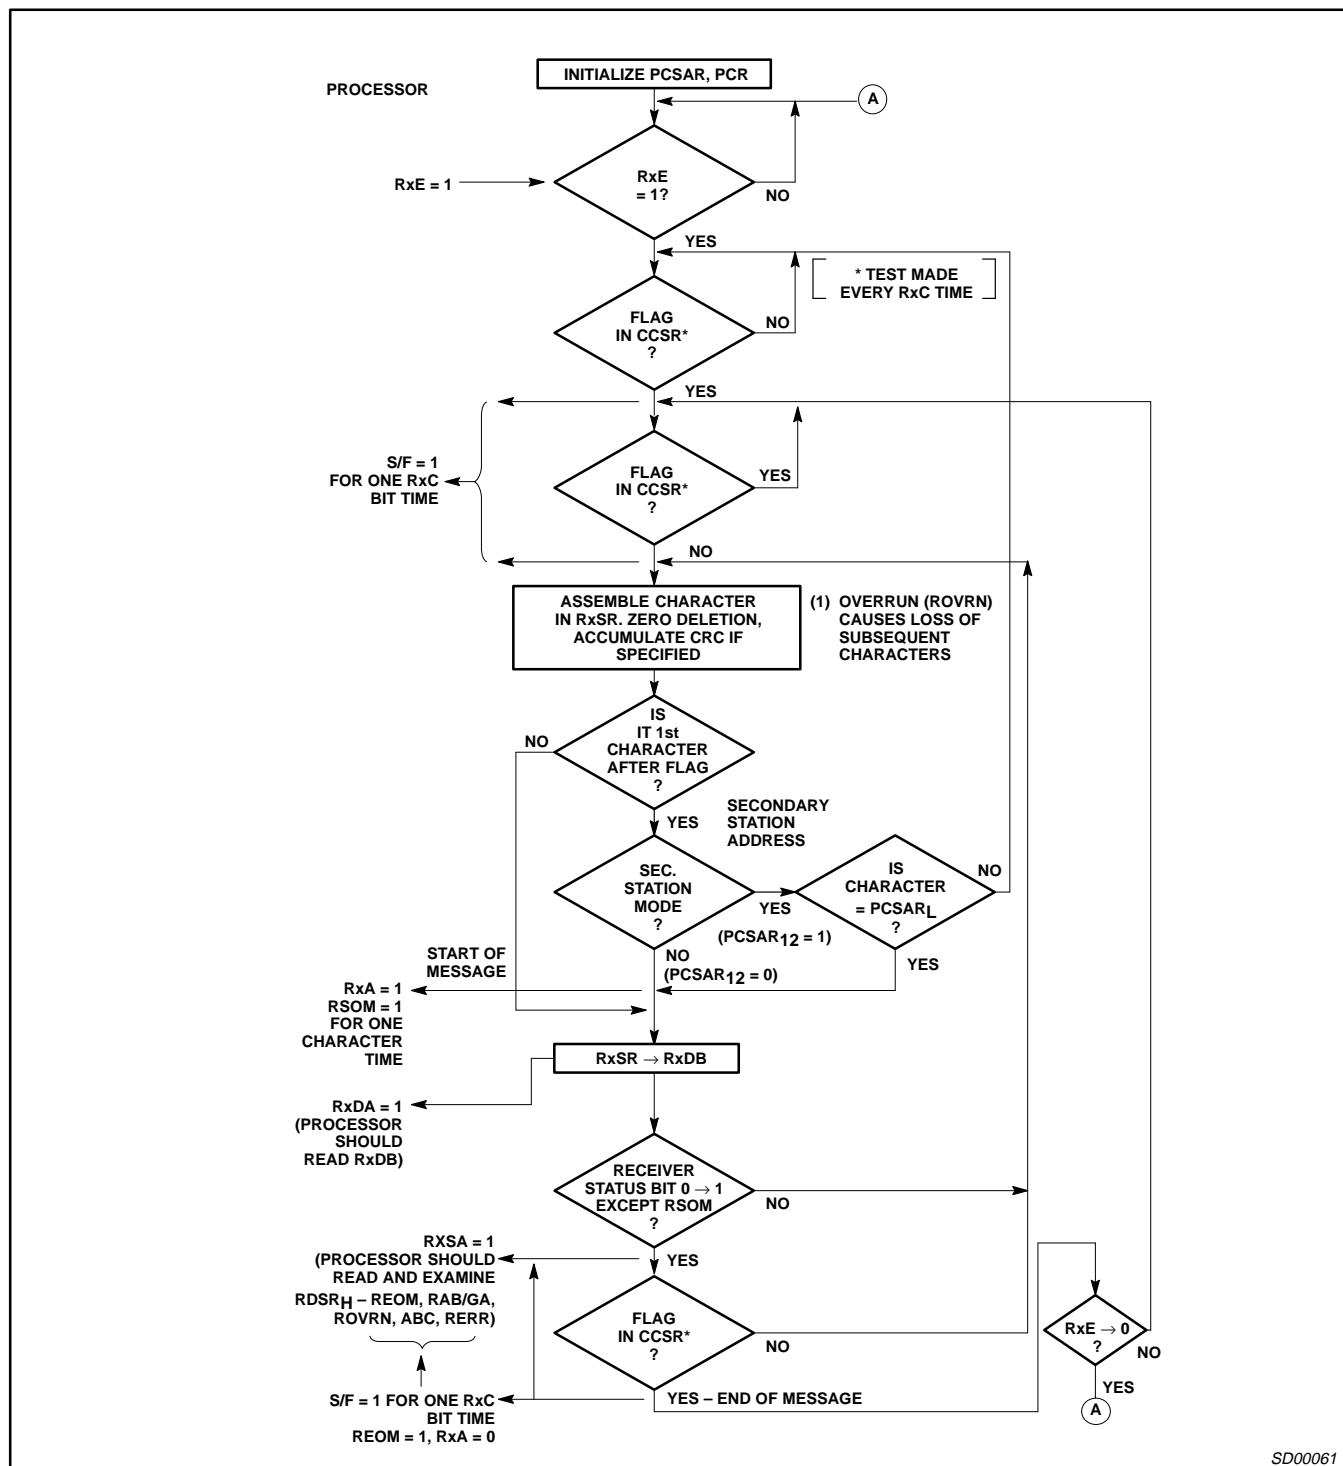 INITIALIZE PCSAR, PCR
PROCESSOR
A
RxE = 1
RxE
= 1?
NO
YES
* TEST MADE
EVERY RxC TIME
FLAG
IN CCSR*
?
NO
YES
S/F = 1
FOR ONE RxC
BIT TIME
FLAG
IN CCSR*
?
YES
NO
ASSEMBLE CHARACTER
IN RxSR. ZERO DELETION,
ACCUMULATE CRC IF
SPECIFIED
(1) OVERRUN (ROVRN)
CAUSES LOSS OF
SUBSEQUENT
CHARACTERS
IS
IT 1st
CHARACTER
AFTER FLAG
?
NO
YES
SECONDARY
STATION
ADDRESS
SEC.
STATION
MODE
?
YES
(PCSAR12 = 1)
IS
CHARACTER
= PCSARL
?
NO
YES
NO
(PCSAR12 = 0)
START OF
MESSAGE
RxA = 1
RSOM = 1
FOR ONE
CHARACTER
TIME
RxSR → RxDB
RxDA = 1
(PROCESSOR
SHOULD
READ RxDB)
RECEIVER
STATUS BIT 0 → 1
EXCEPT RSOM
?
NO
YES
RXSA = 1
(PROCESSOR SHOULD
READ AND EXAMINE
RDSRH – REOM, RAB/GA,
ROVRN, ABC, RERR)
FLAG
IN CCSR*
?
NO
RxE → 0
?
NO
YES
A
YES – END OF MESSAGE
S/F = 1 FOR ONE RxC
BIT TIME
REOM = 1, RxA = 0
SD00061